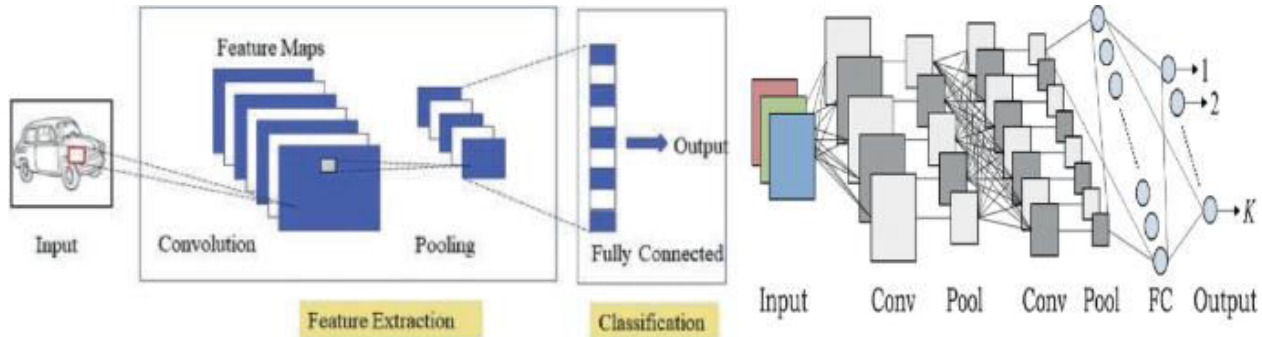 Feature Maps
Input
Convolution
Pooling
Fully Connected
Output
Feature Extraction
Classification
1
2
K
Input
Conv
Pool
Conv
Pool
FC
Output